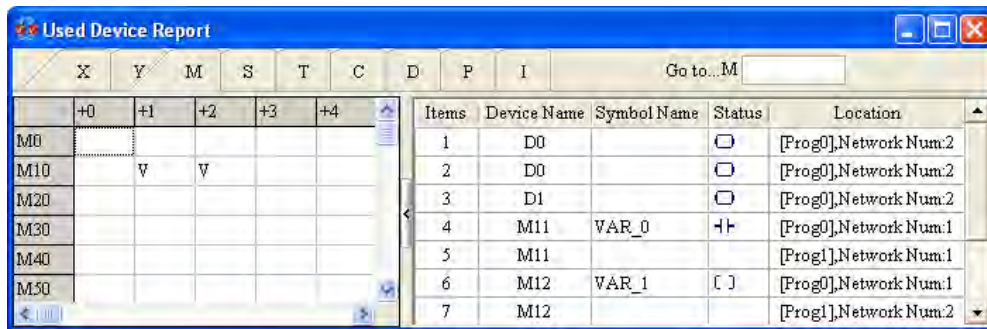 Used Device Report
X Y M S T C D P I Go to...M
+0 +1 +2 +3 +4
M0
M10 V V
M20
M30
M40
M50
Items Device Name Symbol Name Status Location
1 D0 [Prog0],Network Num:2
2 D0 [Prog0],Network Num:2
3 D1 [Prog0],Network Num:2
4 M11 VAR_0 [Prog0],Network Num:1
5 M11 [Prog1],Network Num:1
6 M12 VAR_1 [Prog0],Network Num:1
7 M12 [Prog1],Network Num:2